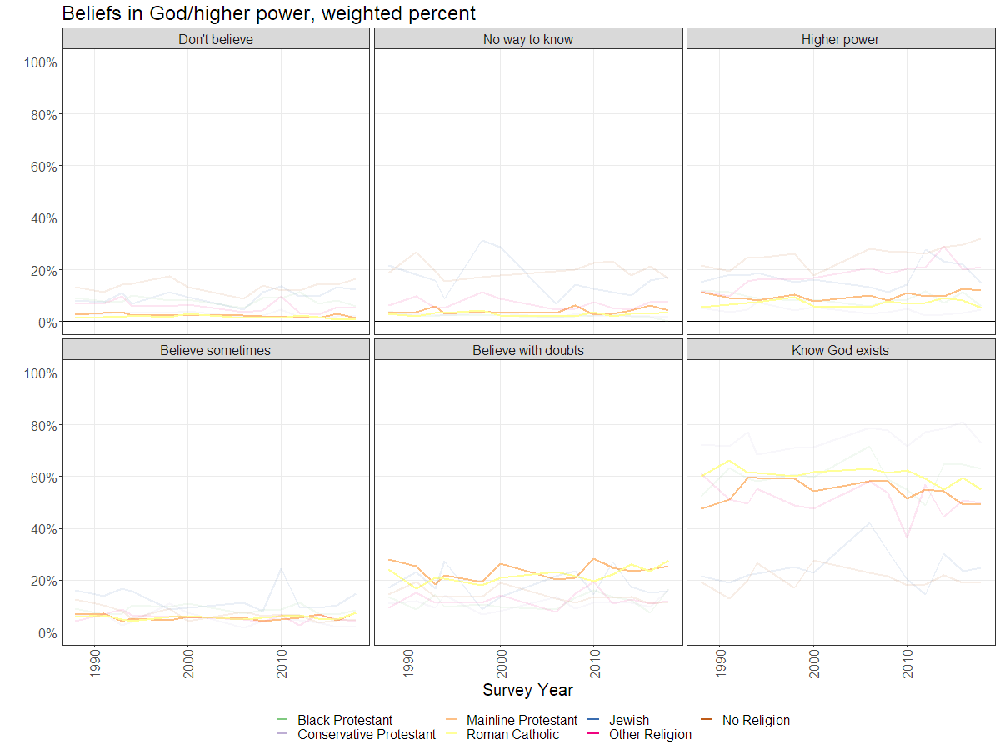 Beliefs in God/higher power, weighted percent
Don't believe
No way to know
Higher power
100%
80%
60%
40%
20%
0%
Believe sometimes
Believe with doubts
Know God exists
100%
80%
60%
40%
20%
0%
1990
2000
2010
1990
2000
2010
1990
2000
2010
Survey Year
Black Protestant
Mainline Protestant
Jewish
No Religion
Conservative Protestant
Roman Catholic
Other Religion